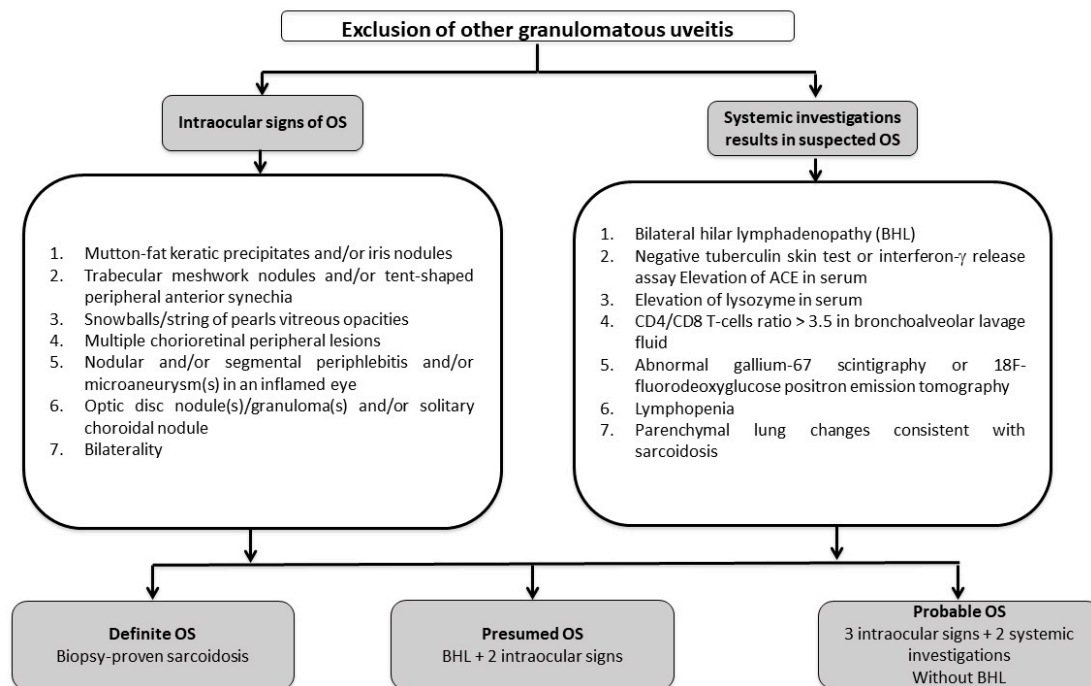 Exclusion of other granulomatous uveitis
Intraocular signs of OS
Systemic investigations
results in suspected OS
1. Mutton-fat keratic precipitates and/or iris nodules
2. Trabecular meshwork nodules and/or tent-shaped
peripheral anterior synechia
3. Snowballs/string of pearls vitreous opacities
4. Multiple chorioretinal peripheral lesions
5. Nodular and/or segmental periphlebitis and/or
microaneurysm(s) in an inflamed eye
6. Optic disc nodule(s)/granuloma(s) and/or solitary
choroidal nodule
7. Bilaterality
1. Bilateral hilar lymphadenopathy (BHL)
2. Negative tuberculin skin test or interferon-γ release
assay Elevation of ACE in serum
3. Elevation of lysozyme in serum
4. CD4/CD8 T-cells ratio > 3.5 in bronchoalveolar lavage
fluid
5. Abnormal gallium-67 scintigraphy or 18F-
fluorodeoxyglucose positron emission tomography
6. Lymphopenia
7. Parenchymal lung changes consistent with
sarcoidosis
Definite OS
Biopsy-proven sarcoidosis
Presumed OS
BHL + 2 intraocular signs
Probable OS
3 intraocular signs + 2 systemic
investigations
Without BHL